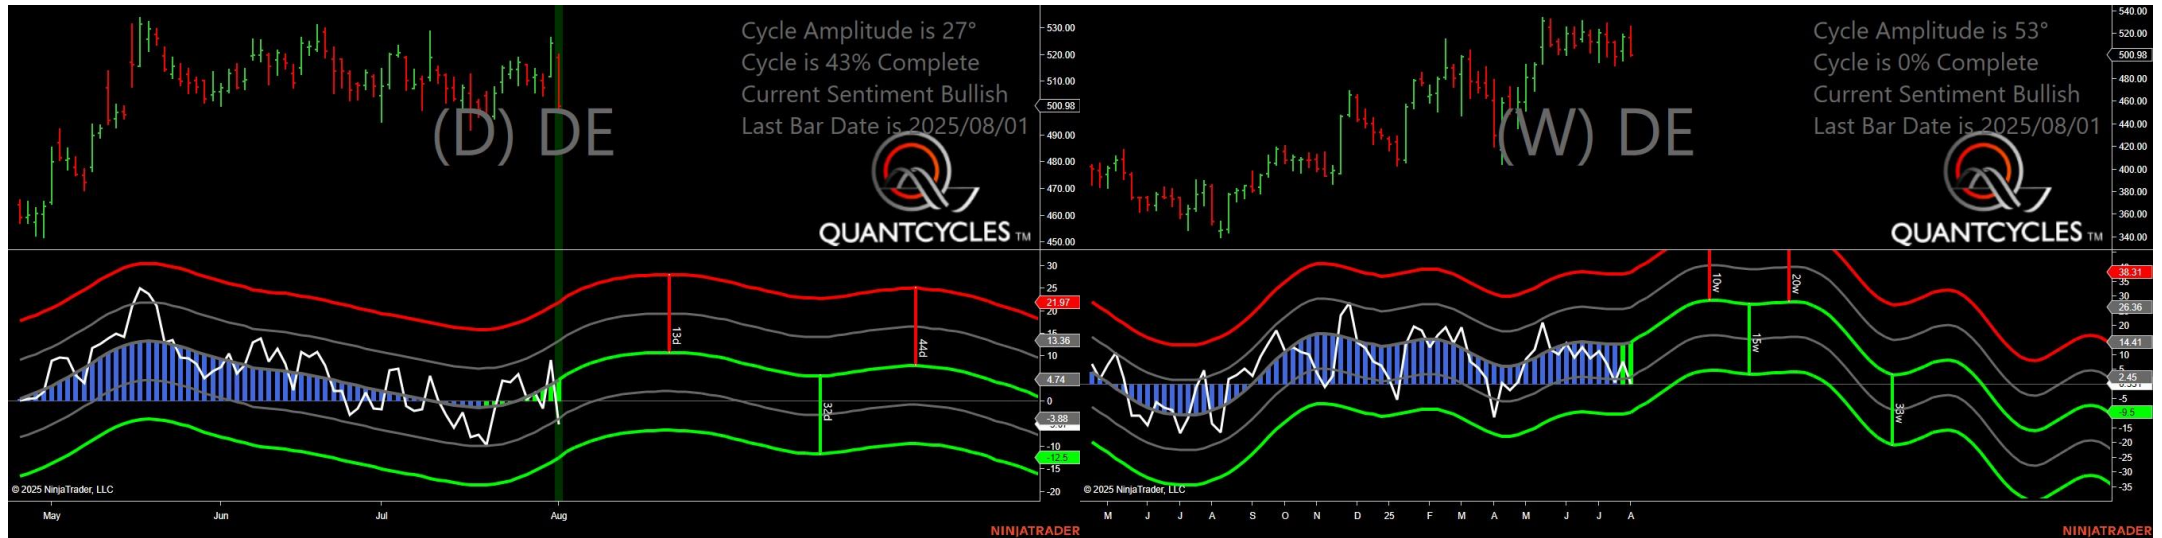 Cycle Amplitude is 27°
Cycle is 43% Complete
Current Sentiment Bullish
Last Bar Date is 2025/08/01
(D) DE
QUANTCYCLES TM
530.00
520.00
510.00
500.98
490.00
480.00
470.00
460.00
450.00
30
25
21.97
20
15
13.36
10
4.74
0
-3.88
-10
-12.5
-15
-20
13d
32d
44d
© 2025 NinjaTrader, LLC
May
Jun
Jul
Aug
NINJATRADER
Cycle Amplitude is 53°
Cycle is 0% Complete
Current Sentiment Bullish
Last Bar Date is 2025/08/01
(W) DE
QUANTCYCLES TM
540.00
520.00
500.98
480.00
460.00
440.00
420.00
400.00
380.00
360.00
340.00
38.31
35
30
26.36
20
14.41
10
5
2.45
-5
-9.5
-15
-20
-25
-30
-35
10w
15w
20w
38w
© 2025 NinjaTrader, LLC
M
J
J
A
S
O
N
D
25
F
M
A
M
J
J
A
NINJATRADER